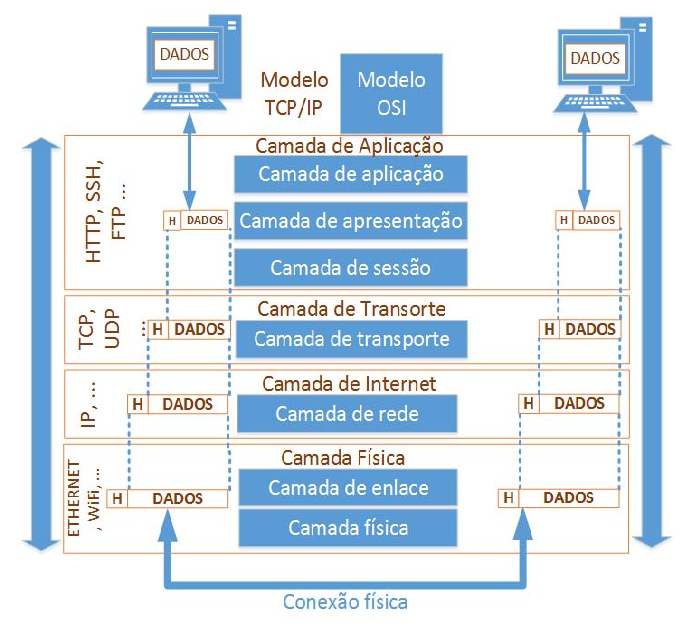 DADOS
DADOS
Modelo
TCP/IP
Modelo
OSI
Camada de Aplicação
HTTP, SSH,
FTP ...
Camada de aplicação
H DADOS
Camada de apresentação
H DADOS
Camada de sessão
TCP,
UDP
...
Camada de Transporte
H DADOS
Camada de transporte
H DADOS
IP, ...
Camada de Internet
H DADOS
Camada de rede
H DADOS
ETHERNET
, WiFi, ...
Camada Física
Camada de enlace
H DADOS
H DADOS
Camada física
Conexão física